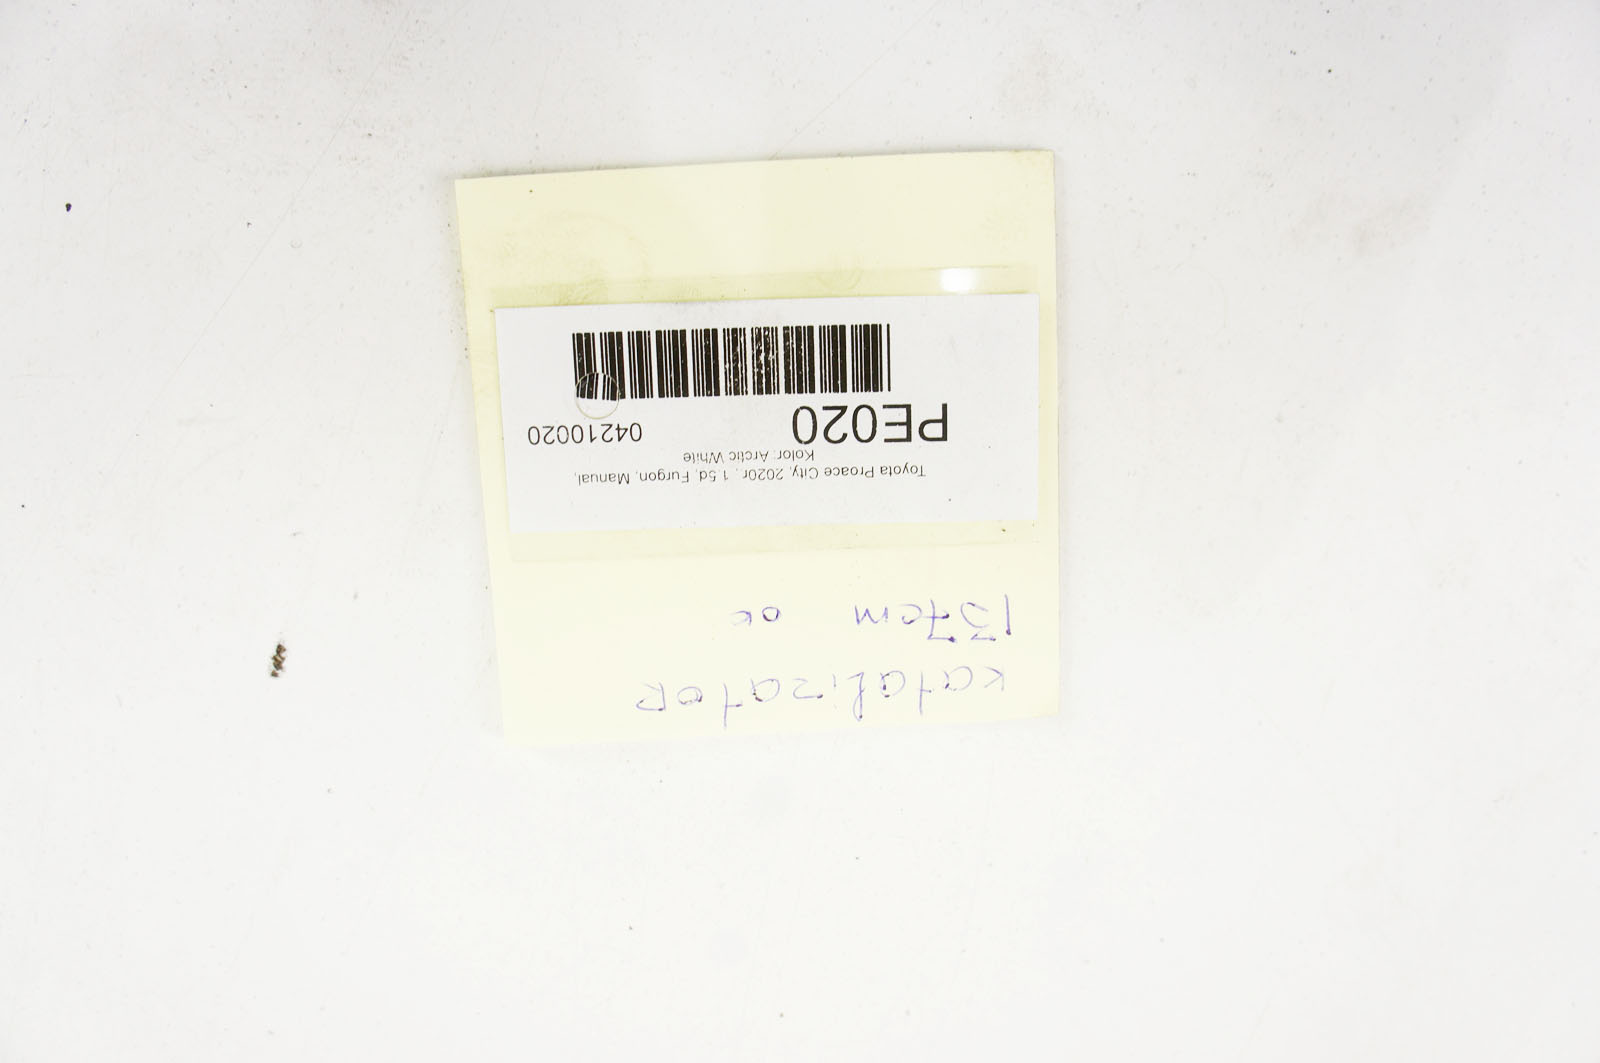 katalizatoR
137cm ok
Toyota Proace City, 2020r, 1.5d, Furgon, Manual,
Kolor: Arctic White
PE020 04210020